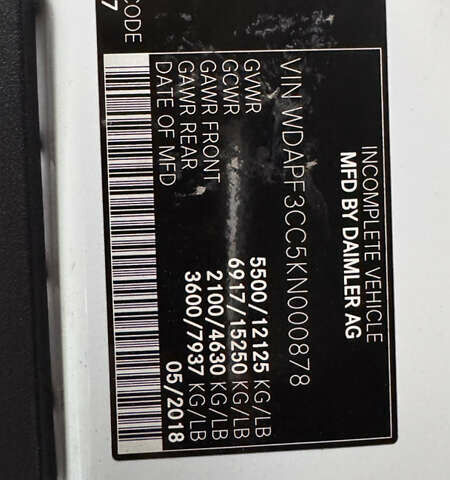 INCOMPLETE VEHICLE
MFD BY DAIMLER AG
VIN WDAPF3CC5KN000878
GVWR 5500/12125 KG/LB
GCWR 6917/15250 KG/LB
GAWR FRONT 2100/4630 KG/LB
GAWR REAR 3600/7937 KG/LB
DATE OF MFD 05/2018
CODE
7